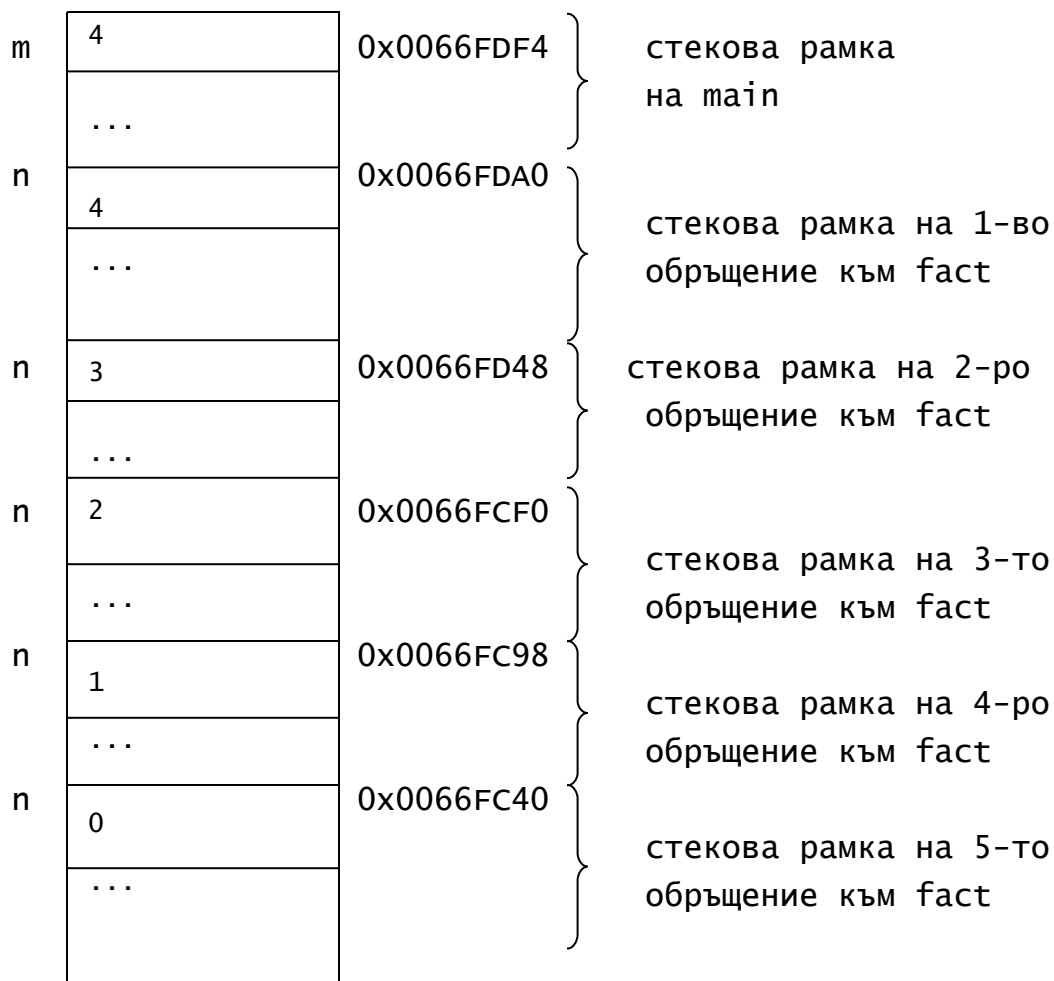 m 4 0x0066FDF4 стекова рамка
на main
...
n 0x0066FDA0
4
стекова рамка на 1-во
... обръщение към fact
n 3 0x0066FD48 стекова рамка на 2-ро
обръщение към fact
...
n 2 0x0066FCF0
стекова рамка на 3-то
... обръщение към fact
n 0x0066FC98
1
стекова рамка на 4-ро
... обръщение към fact
n 0x0066FC40
0
стекова рамка на 5-то
... обръщение към fact